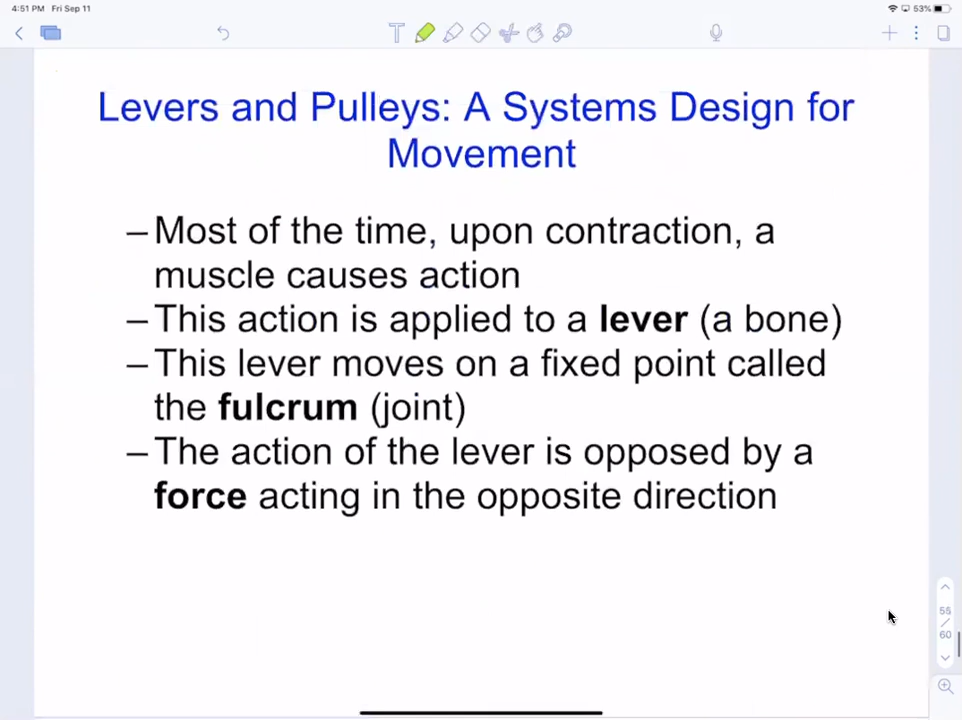 4:51 PM Fri Sep 11
53%
T
Levers and Pulleys: A Systems Design for
Movement
– Most of the time, upon contraction, a
muscle causes action
– This action is applied to a lever (a bone)
– This lever moves on a fixed point called
the fulcrum (joint)
– The action of the lever is opposed by a
force acting in the opposite direction
55
/
60